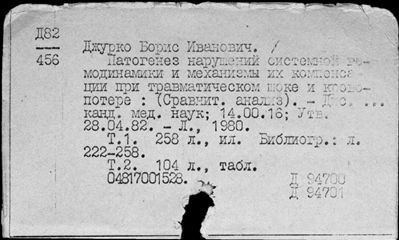 Д82
456
Джурко Борис Иванович. /
Патогенез нарушений системной ге-
модинамики и механизмы их компенса
ции при травматическом шоке и крово-
потере : (Сравнит. анализ). - Дис. ...
канд. мед. наук; 14.00.16; Утв.
28.04.82. - Л., 1980.
Т.1. 258 л., ил. Библиогр.: л.
222-258.
Т.2. 104 л., табл.
04817001528.
Д 94700
Д 94701